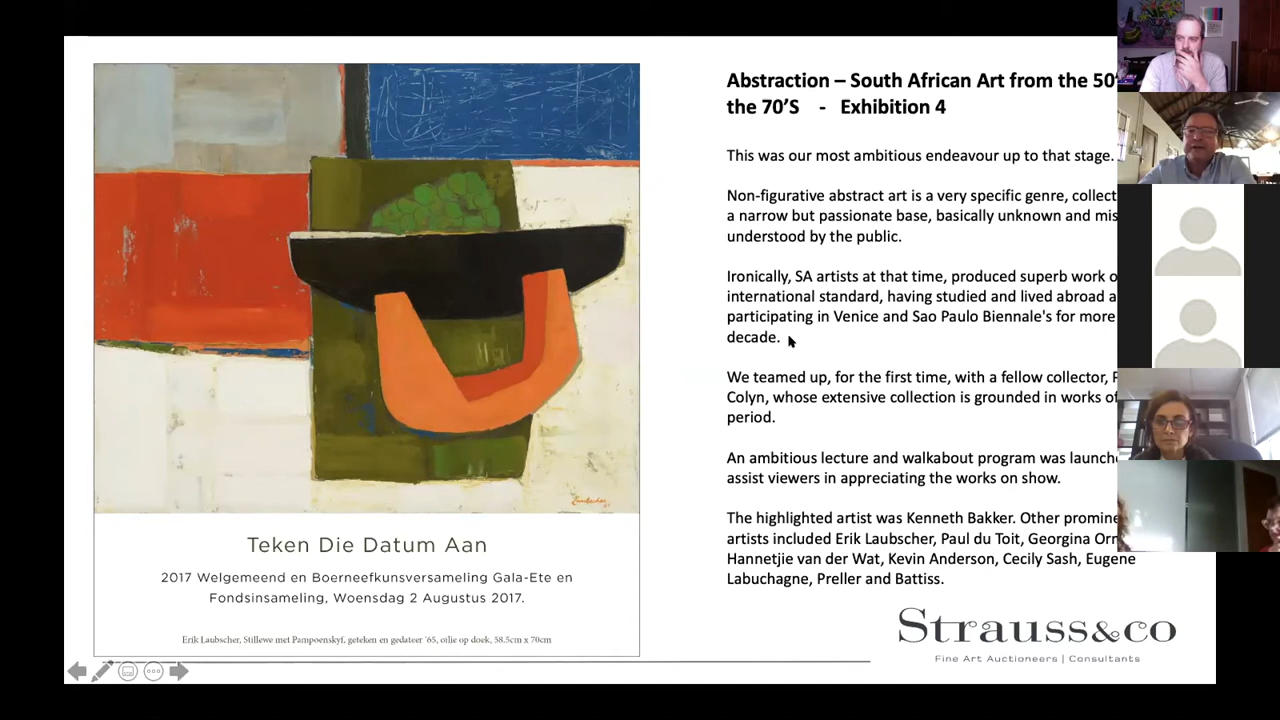 Laubscher
Teken Die Datum Aan
2017 Welgemeend en Boerneefkunsversameling Gala-Ete en
Fondsinsameling, Woensdag 2 Augustus 2017.
Erik Laubscher, Stillewe met Pampoenskyf, geteken en gedateer '65, oilie op doek, 58.5cm x 70cm
Abstraction – South African Art from the 50'
the 70'S - Exhibition 4
This was our most ambitious endeavour up to that stage.
Non-figurative abstract art is a very specific genre, collect
a narrow but passionate base, basically unknown and mis
understood by the public.
Ironically, SA artists at that time, produced superb work o
international standard, having studied and lived abroad a
participating in Venice and Sao Paulo Biennale's for more
decade.
We teamed up, for the first time, with a fellow collector,
Colyn, whose extensive collection is grounded in works of
period.
An ambitious lecture and walkabout program was launche
assist viewers in appreciating the works on show.
The highlighted artist was Kenneth Bakker. Other promine
artists included Erik Laubscher, Paul du Toit, Georgina Orm
Hannetjie van der Wat, Kevin Anderson, Cecily Sash, Eugene
Labuchagne, Preller and Battiss.
Strauss&co
Fine Art Auctioneers | Consultants